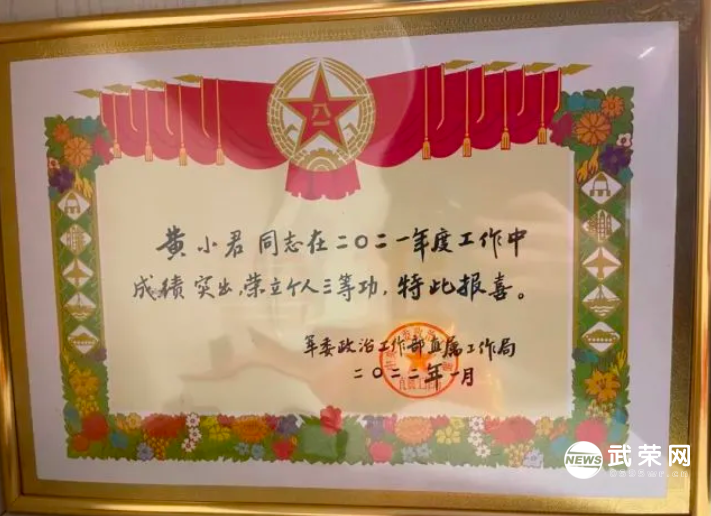 八一
黄小君同志在二〇二一年度工作中
成绩突出,荣立个人三等功,特此报喜。
军委政治工作部直属工作局
二〇二二年一月
NEWS
武荣网